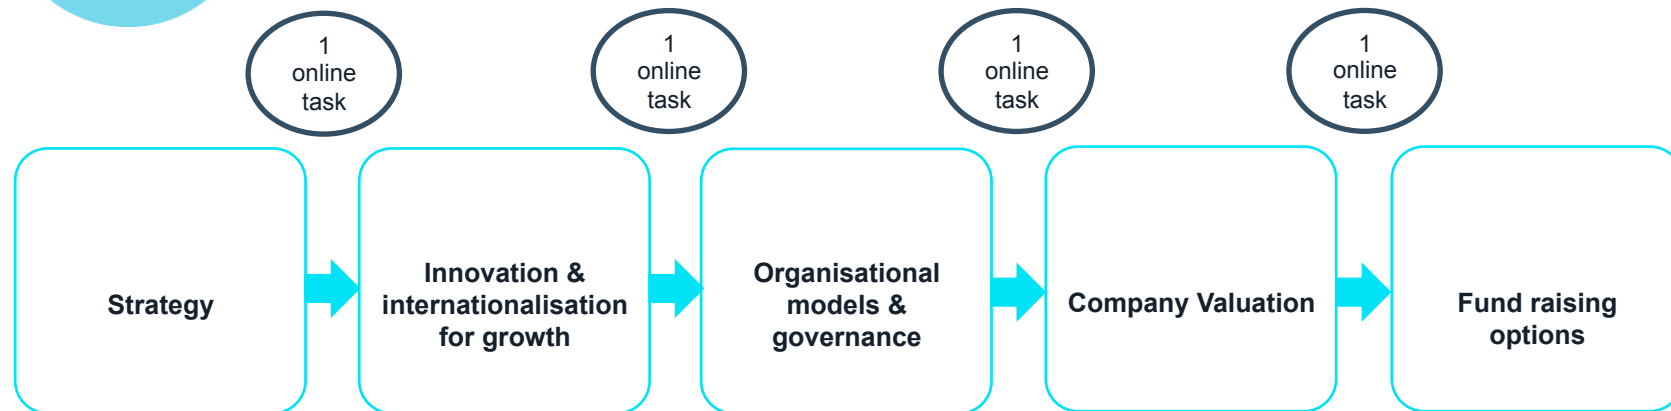 1
online
task
1
online
task
1
online
task
1
online
task
Strategy
Innovation &
internationalisation
for growth
Organisational
models &
governance
Company Valuation
Fund raising
options